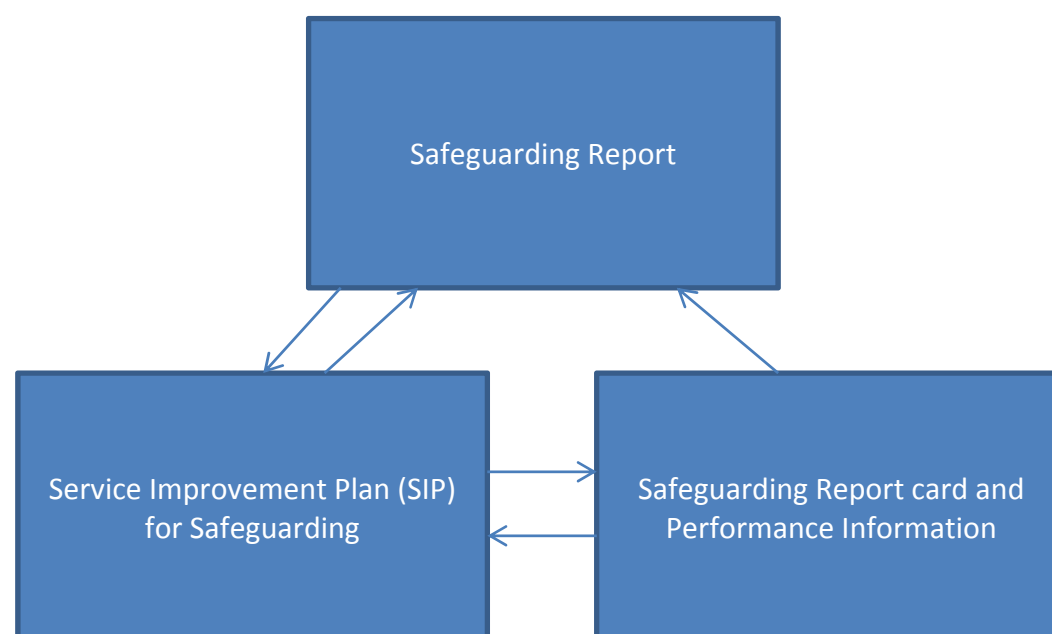 Safeguarding Report
Service Improvement Plan (SIP)
for Safeguarding
Safeguarding Report card and
Performance Information